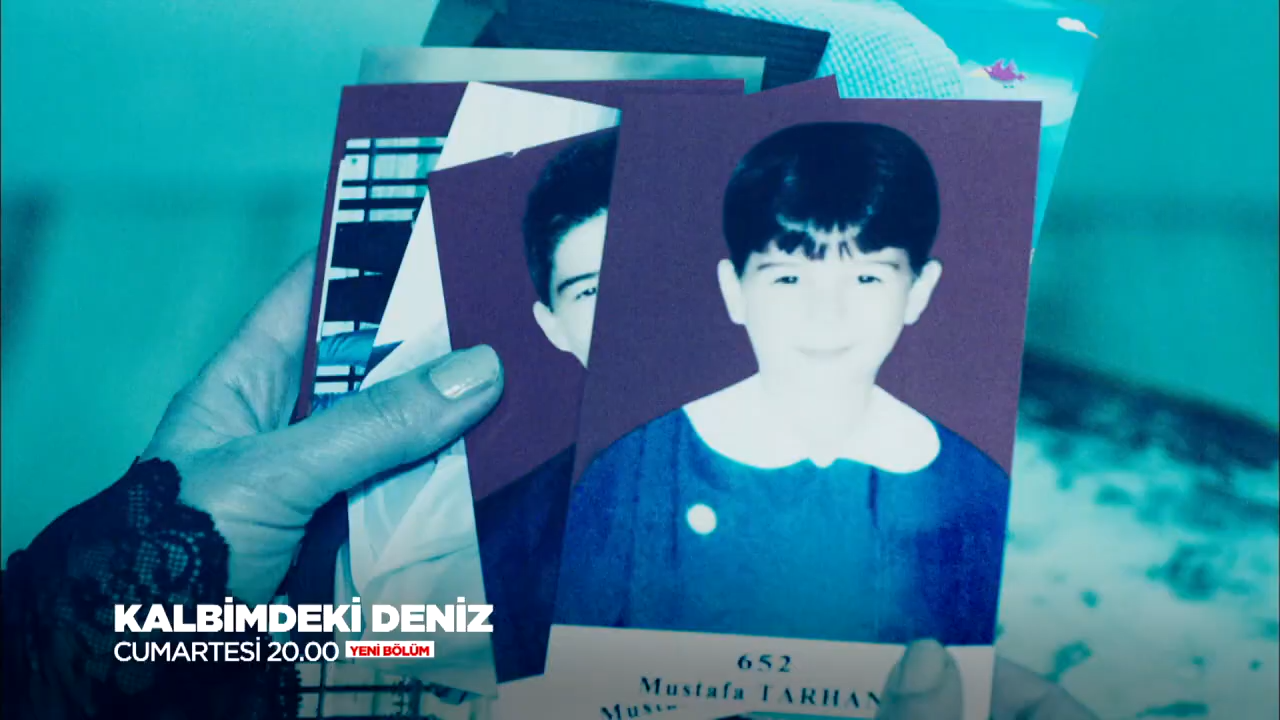 KALBİMDEKİ DENİZ
CUMARTESİ 20.00 YENİ BÖLÜM
652
Mustafa TARHAN